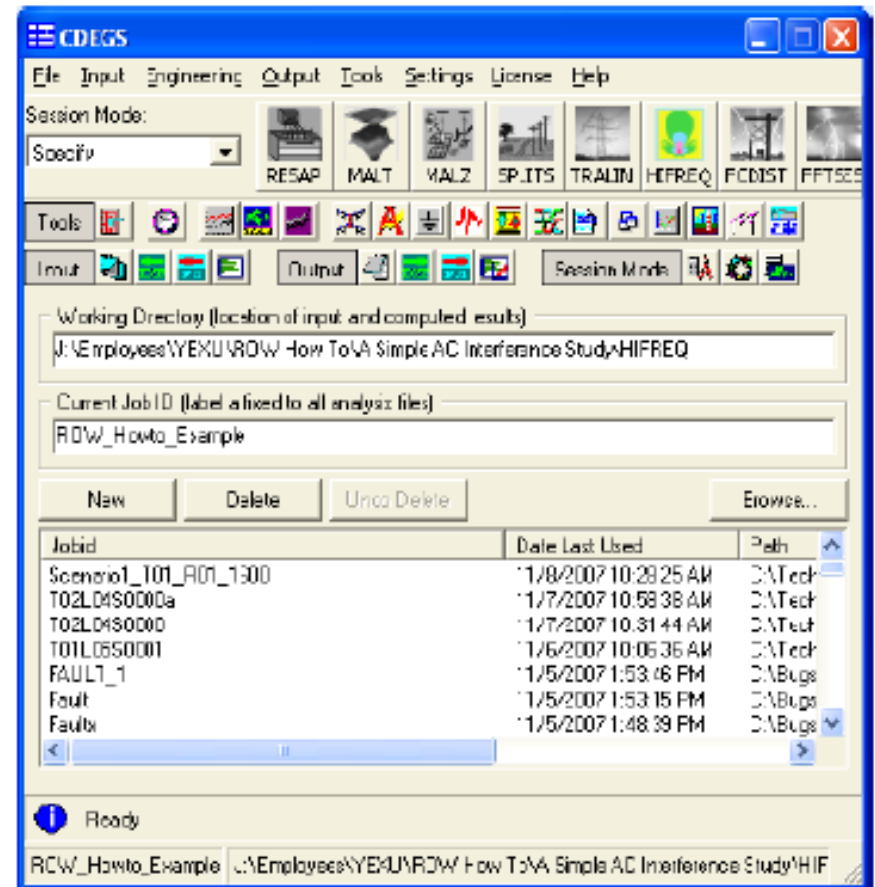 CDEGS
File Input Engineering Output Tools Settings License Help
Session Mode:
Specify
RESAP MALT MALZ SPLITS TRALIN HIFREQ FCDIST FFTSES
Tools
Input Output Session Mode
Working Directory (location of input and computed results)
J:\Employees\YEXU\ROW How To\A Simple AC Interferance Study\HIFREQ
Current Job ID (label affixed to all analysis files)
ROW_Howto_Example
New Delete Undo Delete Browse...
Jobid Date Last Used Path
Scenario1_T01_R01_1900 11/8/2007 10:28:25 AM C:\Tech
T02L04S0000a 11/7/2007 10:58:38 AM C:\Tech
T02L04S0000 11/7/2007 10:31:44 AM C:\Tech
T01L06S0001 11/6/2007 10:06:36 AM C:\Tech
FAULT_1 11/5/2007 1:53:46 PM C:\Bugs
Fault 11/5/2007 1:53:15 PM C:\Bugs
Faultx 11/5/2007 1:48:39 PM C:\Bugs
Ready
ROW_Howto_Example J:\Employees\YEXU\ROW How To\A Simple AC Interference Study\HIF